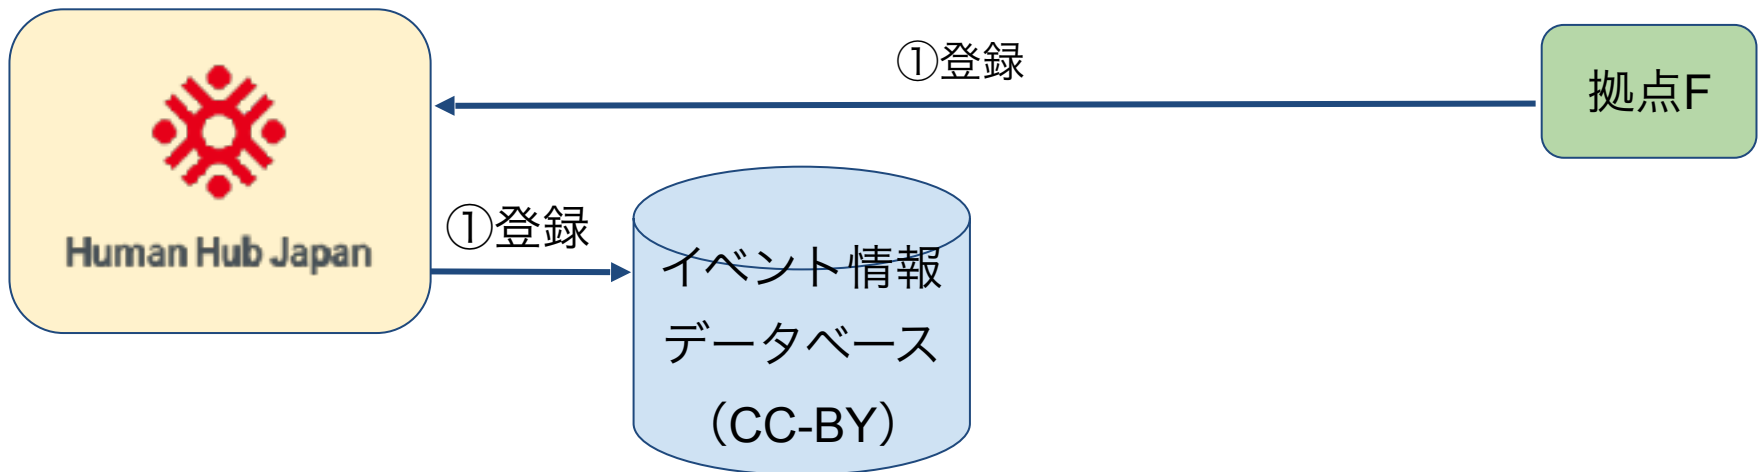 ①登録
拠点F
Human Hub Japan
①登録
イベント情報
データベース
（CC-BY）